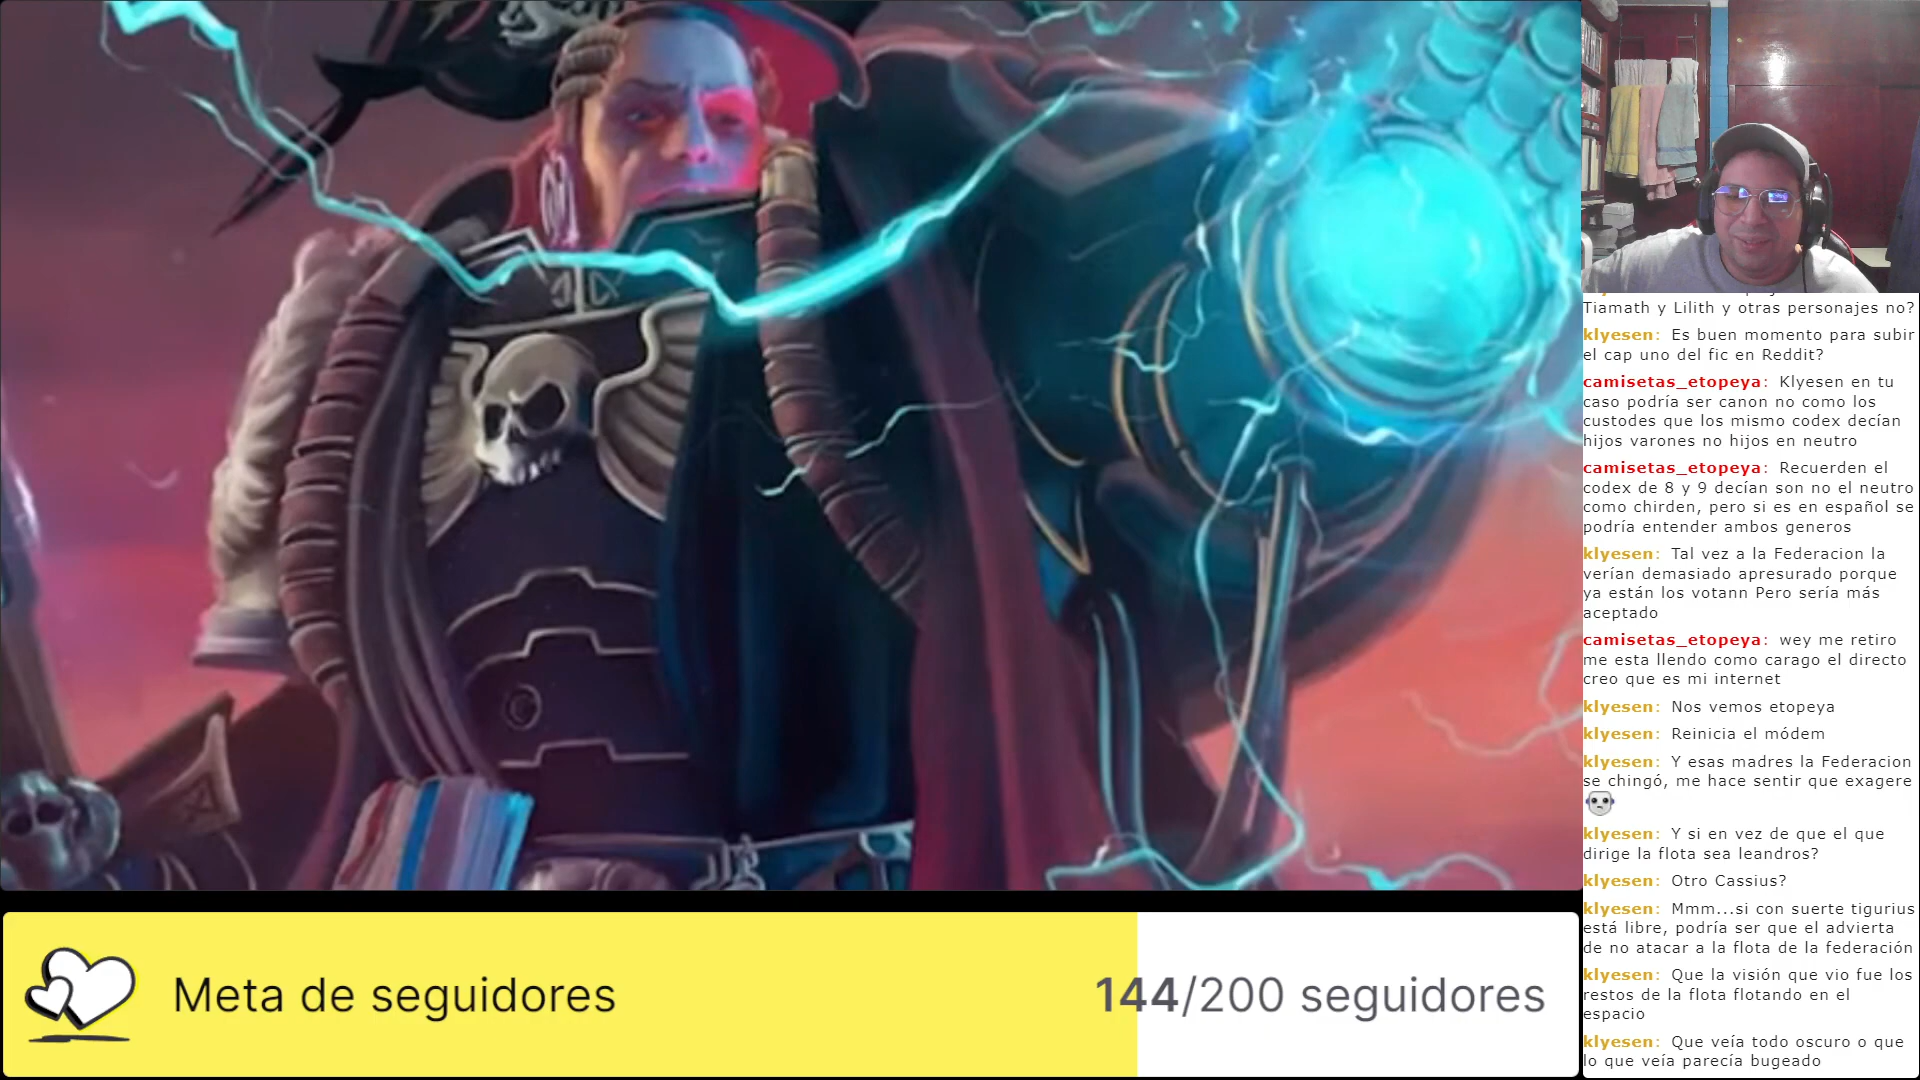 Tiamath y Lilith y otras personajes no?
klyesen: Es buen momento para subir
el cap uno del fic en Reddit?
camisetas_etopeya: Klyesen en tu
caso podría ser canon no como los
custodes que los mismo codex decían
hijos varones no hijos en neutro
camisetas_etopeya: Recuerden el
codex de 8 y 9 decían son no el neutro
como chirden, pero si es en español se
podría entender ambos generos
klyesen: Tal vez a la Federacion la
verían demasiado apresurado porque
ya están los votann Pero sería más
aceptado
camisetas_etopeya: wey me retiro
me esta llendo como carago el directo
creo que es mi internet
klyesen: Nos vemos etopeya
klyesen: Reinicia el módem
klyesen: Y esas madres la Federacion
se chingó, me hace sentir que exagere
klyesen: Y si en vez de que el que
dirige la flota sea leandros?
klyesen: Otro Cassius?
klyesen: Mmm...si con suerte tigurius
está libre, podría ser que el advierta
de no atacar a la flota de la federación
klyesen: Que la visión que vio fue los
restos de la flota flotando en el
espacio
klyesen: Que veía todo oscuro o que
lo que veía parecía bugeado
Meta de seguidores
144/200 seguidores